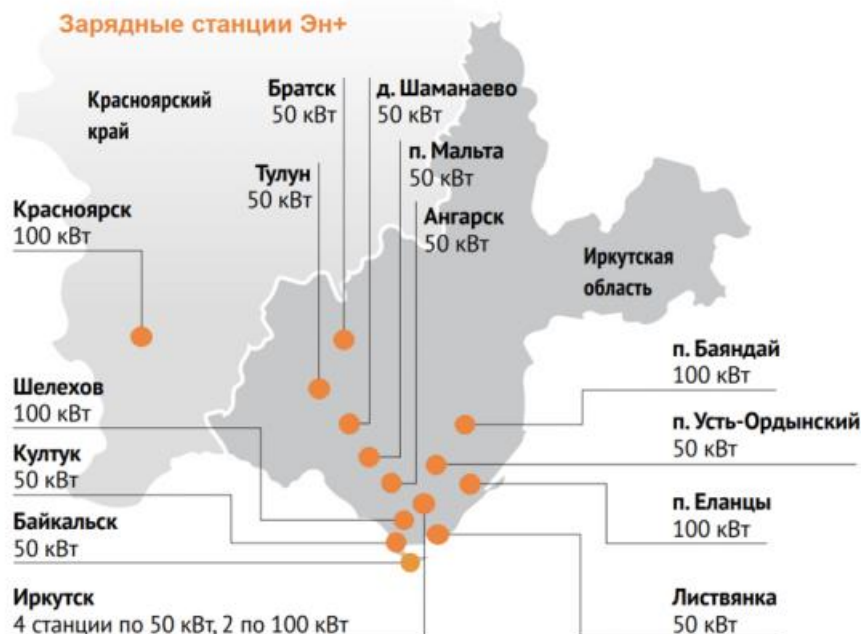 Зарядные станции Эн+
Красноярский
край
Братск
50 кВт
д. Шаманаево
50 кВт
п. Мальта
50 кВт
Тулун
50 кВт
Ангарск
50 кВт
Красноярск
100 кВт
Иркутская
область
п. Баяндай
100 кВт
Шелехов
100 кВт
п. Усть-Ордынский
50 кВт
Култук
50 кВт
п. Еланцы
100 кВт
Байкальск
50 кВт
Иркутск
4 станции по 50 кВт, 2 по 100 кВт
Листвянка
50 кВт